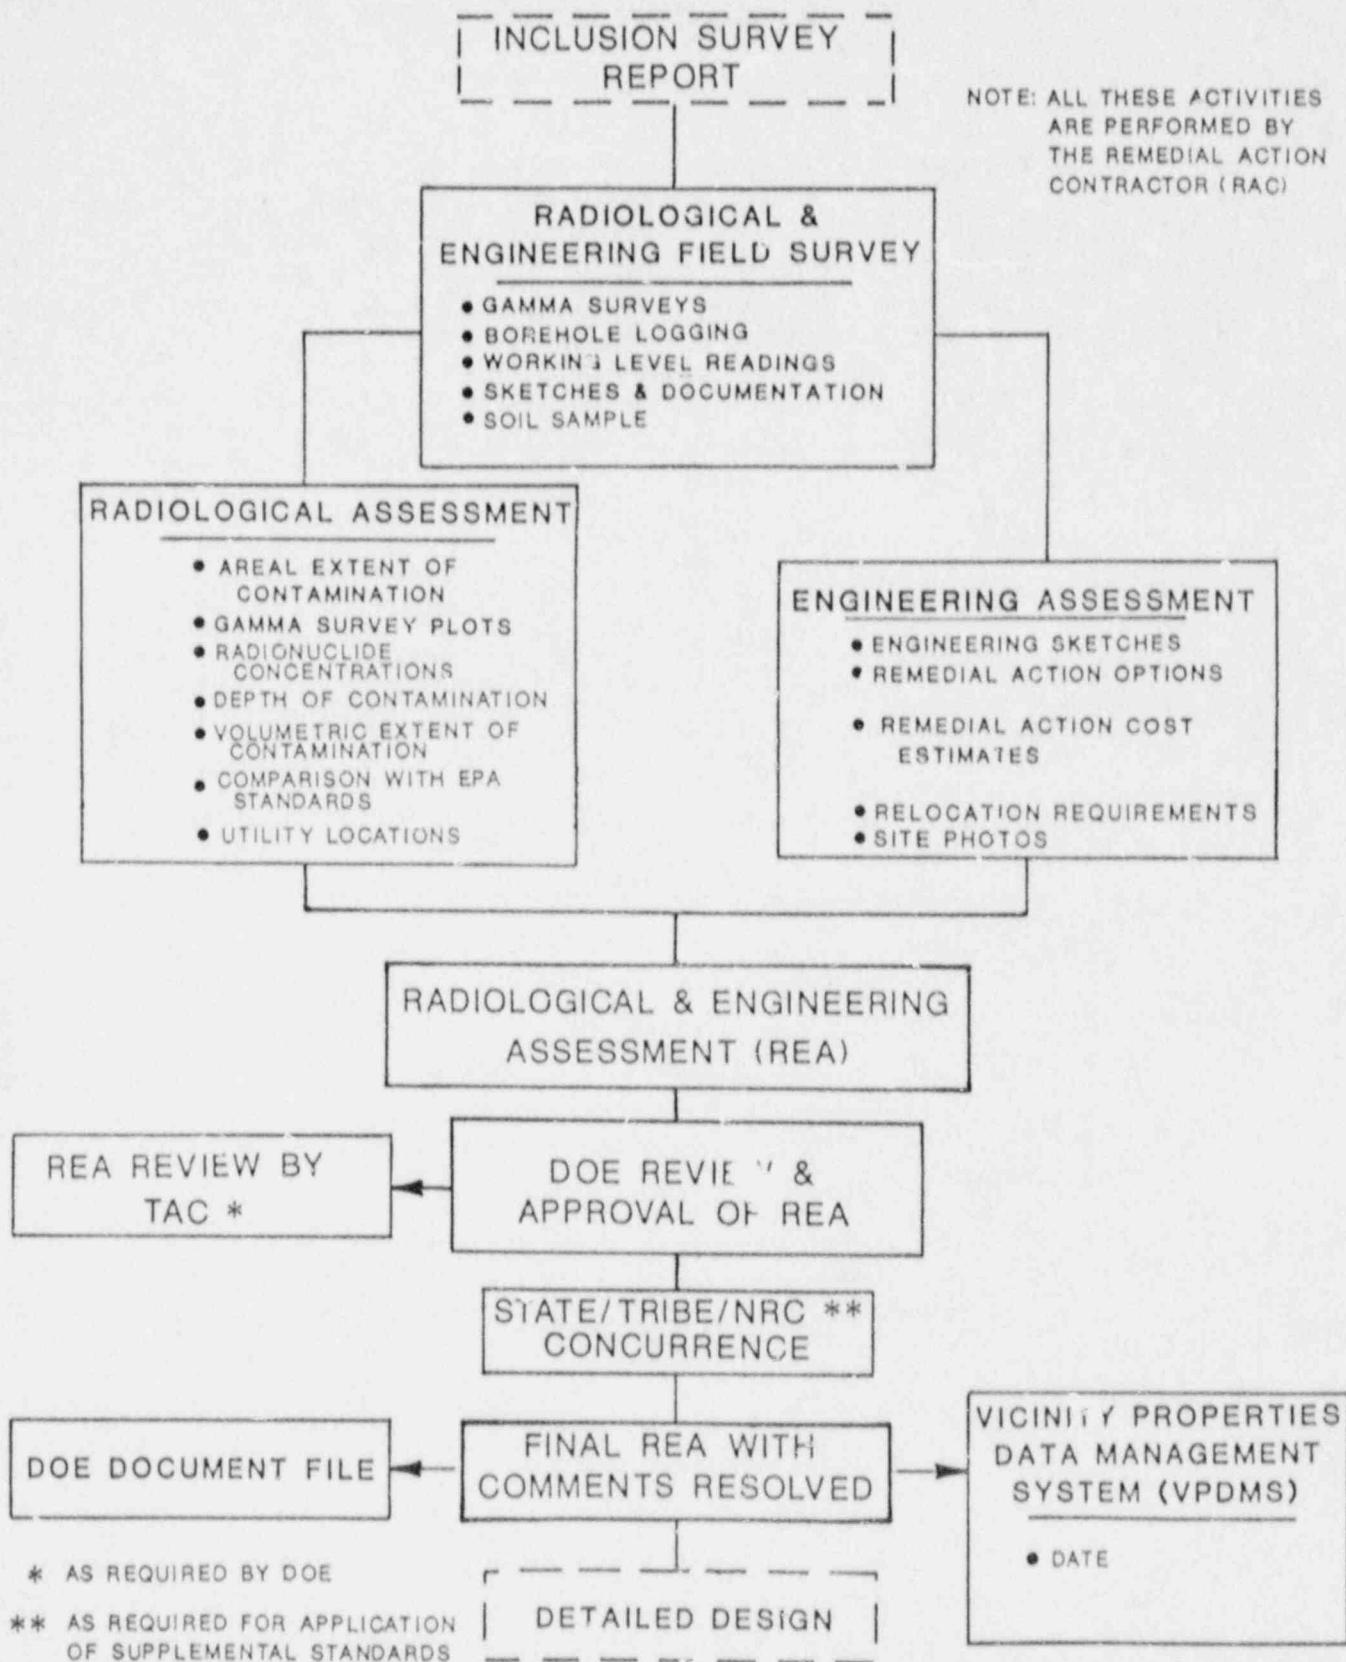 INCLUSION SURVEY
REPORT
NOTE: ALL THESE ACTIVITIES
ARE PERFORMED BY
THE REMEDIAL ACTION
CONTRACTOR (RAC)
RADIOLOGICAL &
ENGINEERING FIELD SURVEY
• GAMMA SURVEYS
• BOREHOLE LOGGING
• WORKING LEVEL READINGS
• SKETCHES & DOCUMENTATION
• SOIL SAMPLE
RADIOLOGICAL ASSESSMENT
• AREAL EXTENT OF
CONTAMINATION
• GAMMA SURVEY PLOTS
• RADIONUCLIDE
CONCENTRATIONS
• DEPTH OF CONTAMINATION
• VOLUMETRIC EXTENT OF
CONTAMINATION
• COMPARISON WITH EPA
STANDARDS
• UTILITY LOCATIONS
ENGINEERING ASSESSMENT
• ENGINEERING SKETCHES
• REMEDIAL ACTION OPTIONS
• REMEDIAL ACTION COST
ESTIMATES
• RELOCATION REQUIREMENTS
• SITE PHOTOS
RADIOLOGICAL & ENGINEERING
ASSESSMENT (REA)
REA REVIEW BY
TAC *
DOE REVIEW &
APPROVAL OF REA
STATE/TRIBE/NRC **
CONCURRENCE
DOE DOCUMENT FILE
FINAL REA WITH
COMMENTS RESOLVED
VICINITY PROPERTIES
DATA MANAGEMENT
SYSTEM (VPDMS)
• DATE
* AS REQUIRED BY DOE
** AS REQUIRED FOR APPLICATION
OF SUPPLEMENTAL STANDARDS
DETAILED DESIGN